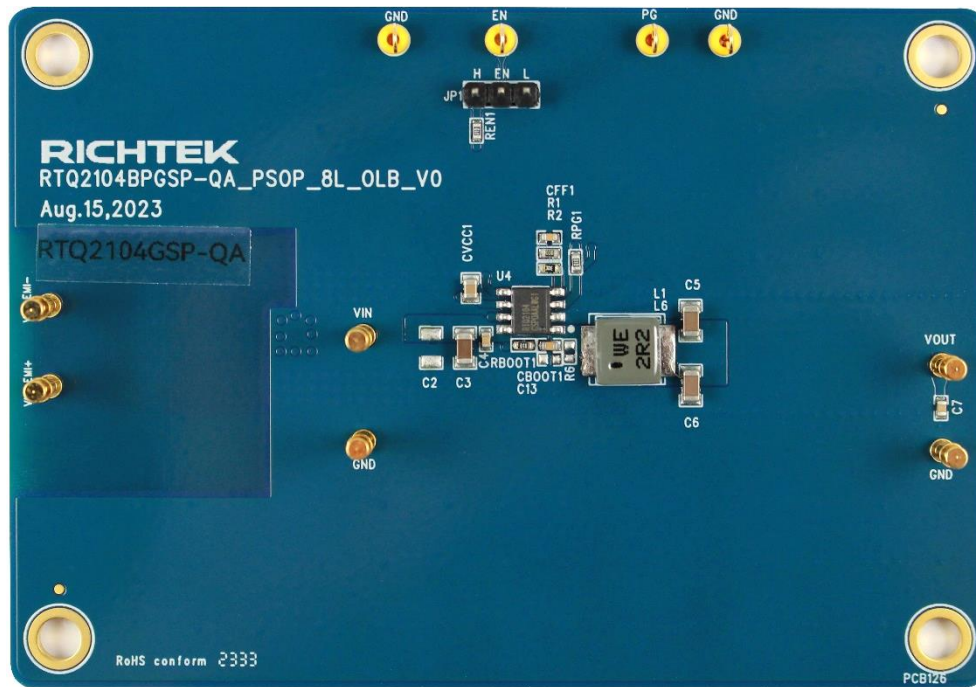 GND
EN
PG
GND
H EN L
JP1
REN1
RICHTEK
RTQ2104BPGSP-QA_PSOP_8L_OLB_V0
Aug.15,2023
RTQ2104GSP-QA
CFF1
R1
R2
RPG1
CVCC1
U4
EMI-
VIN
L1
L6
C5
WE
2R2
VOUT
EMI+
C4
RBOOT1
CBOOT1
C13
R6
C2
C3
C6
C7
GND
GND
RoHS conform 2333
PCB126